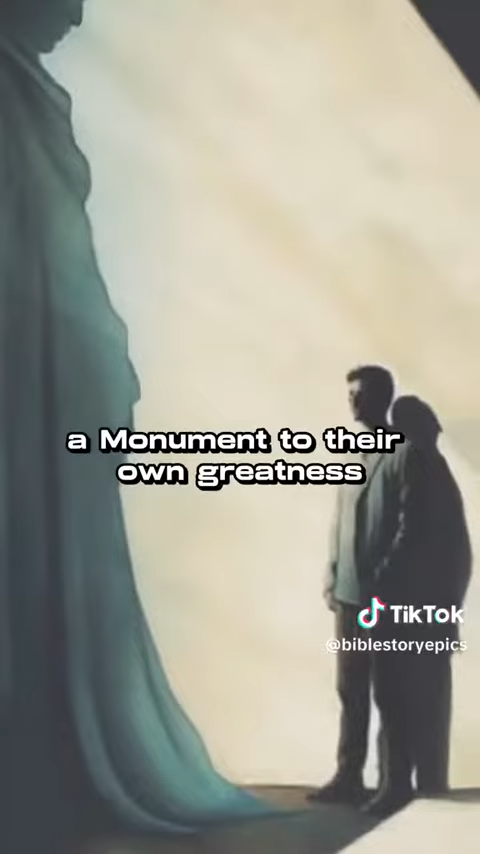 a Monument to their
own greatness
TikTok
@biblestoryepics